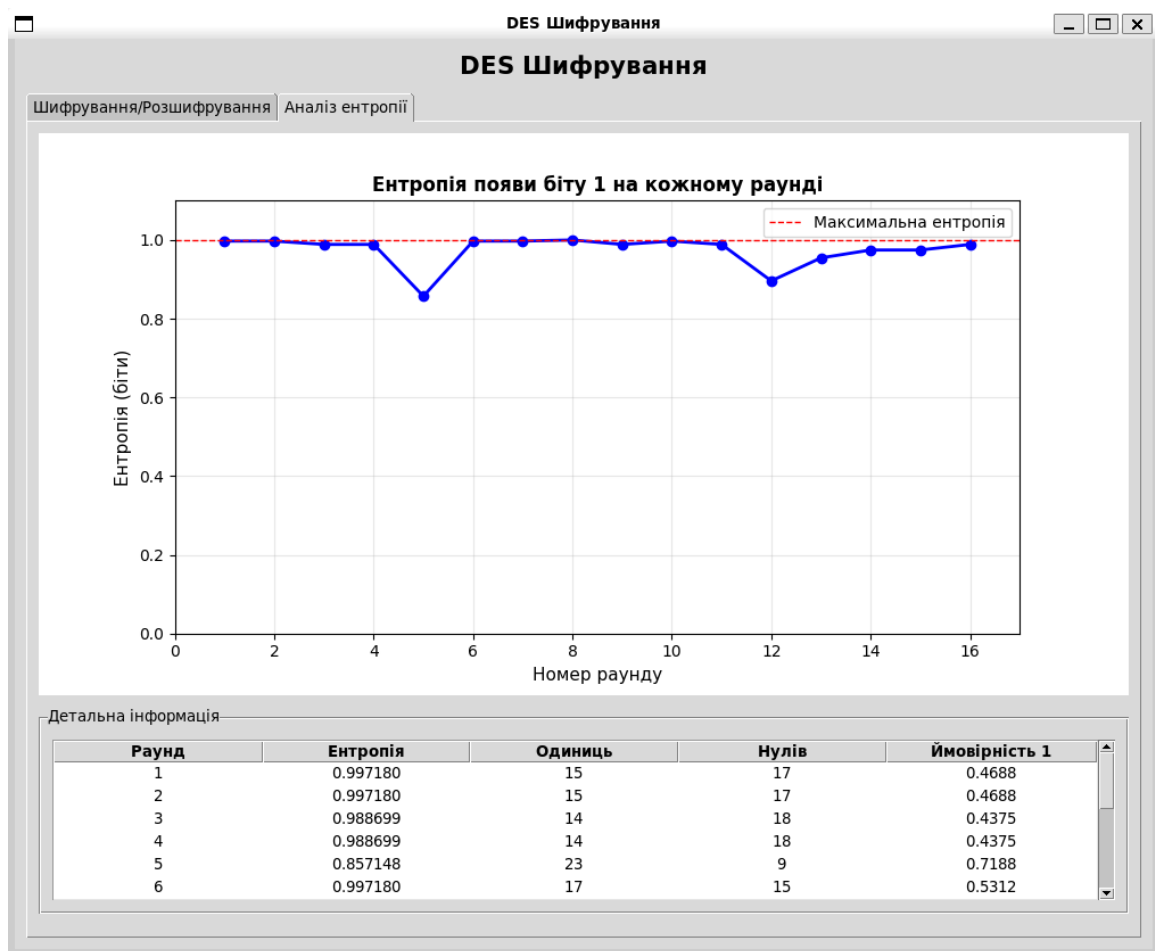 DES Шифрування
DES Шифрування
Шифрування/Розшифрування Аналіз ентропії
Ентропія появи біту 1 на кожному раунді
Максимальна ентропія
1.0
0.8
0.6
0.4
0.2
0.0
Ентропія (біти)
0 2 4 6 8 10 12 14 16
Номер раунду
Детальна інформація
Раунд Ентропія Одиниць Нулів Ймовірність 1
1 0.997180 15 17 0.4688
2 0.997180 15 17 0.4688
3 0.988699 14 18 0.4375
4 0.988699 14 18 0.4375
5 0.857148 23 9 0.7188
6 0.997180 17 15 0.5312